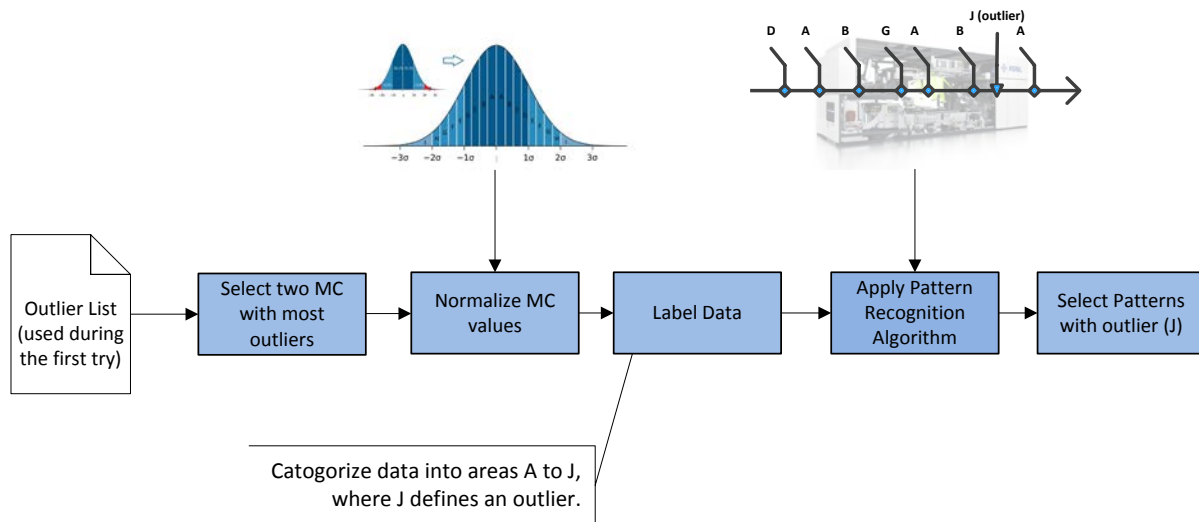 J (outlier)
D A B G A B A
−3σ −2σ −1σ 1σ 2σ 3σ
Outlier List
(used during
the first try)
Select two MC
with most
outliers
Normalize MC
values
Label Data
Apply Pattern
Recognition
Algorithm
Select Patterns
with outlier (J)
Catogorize data into areas A to J,
where J defines an outlier.